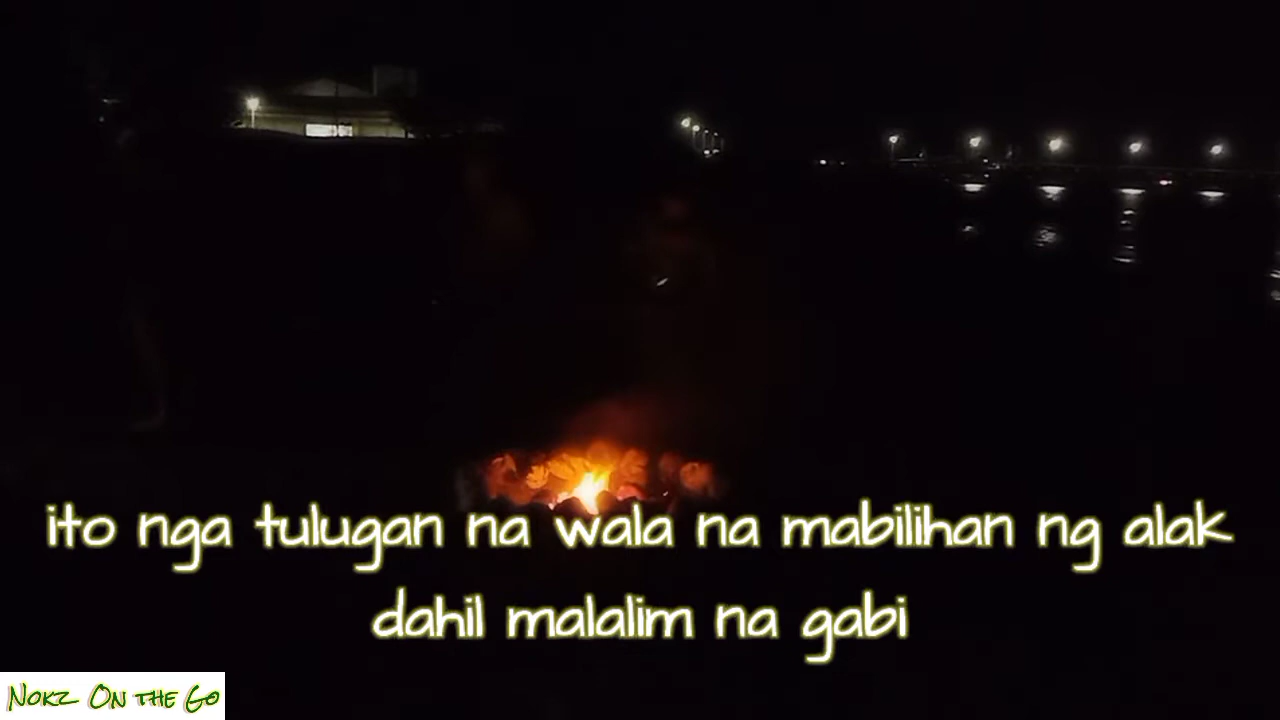 ito nga tulugan na wala na mabilihan ng alak
dahil malalim na gabi
Nokz On the Go